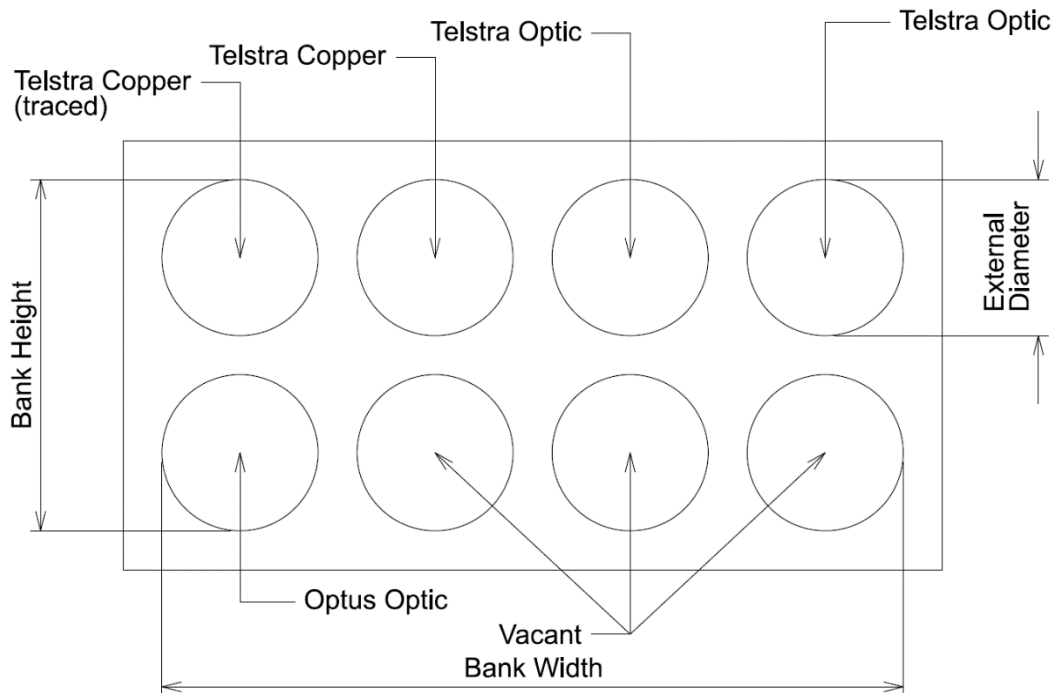 Telstra Optic
Telstra Optic
Telstra Copper
Telstra Copper
(traced)
External
Diameter
Bank Height
Optus Optic
Vacant
Bank Width